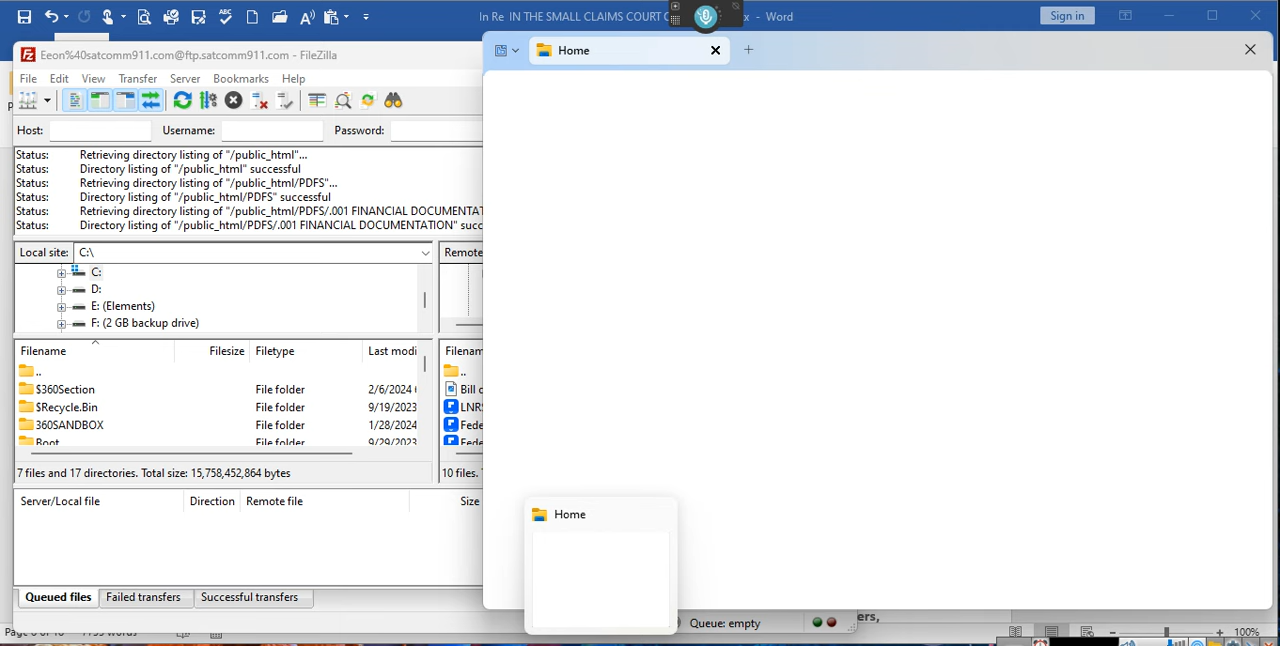 In Re IN THE SMALL CLAIMS COURT x - Word
Sign in
Eeon%40satcomm911.com@ftp.satcomm911.com - FileZilla
Home
File Edit View Transfer Server Bookmarks Help
Host: Username: Password:
Status: Retrieving directory listing of "/public_html"...
Status: Directory listing of "/public_html" successful
Status: Retrieving directory listing of "/public_html/PDFS"...
Status: Directory listing of "/public_html/PDFS" successful
Status: Retrieving directory listing of "/public_html/PDFS/.001 FINANCIAL DOCUMENTAT
Status: Directory listing of "/public_html/PDFS/.001 FINANCIAL DOCUMENTATION" succ
Local site: C:\
Remote
C:
D:
E: (Elements)
F: (2 GB backup drive)
Filename Filesize Filetype Last modi
Filenam
..
..
$360Section File folder 2/6/2024
Bill
$Recycle.Bin File folder 9/19/2023
LNR
360SANDBOX File folder 1/28/2024
Fede
Boot File folder 9/29/2023
Fede
7 files and 17 directories. Total size: 15,758,452,864 bytes
10 files.
Server/Local file Direction Remote file Size
Home
Queued files Failed transfers Successful transfers
Queue: empty
ers,
100%